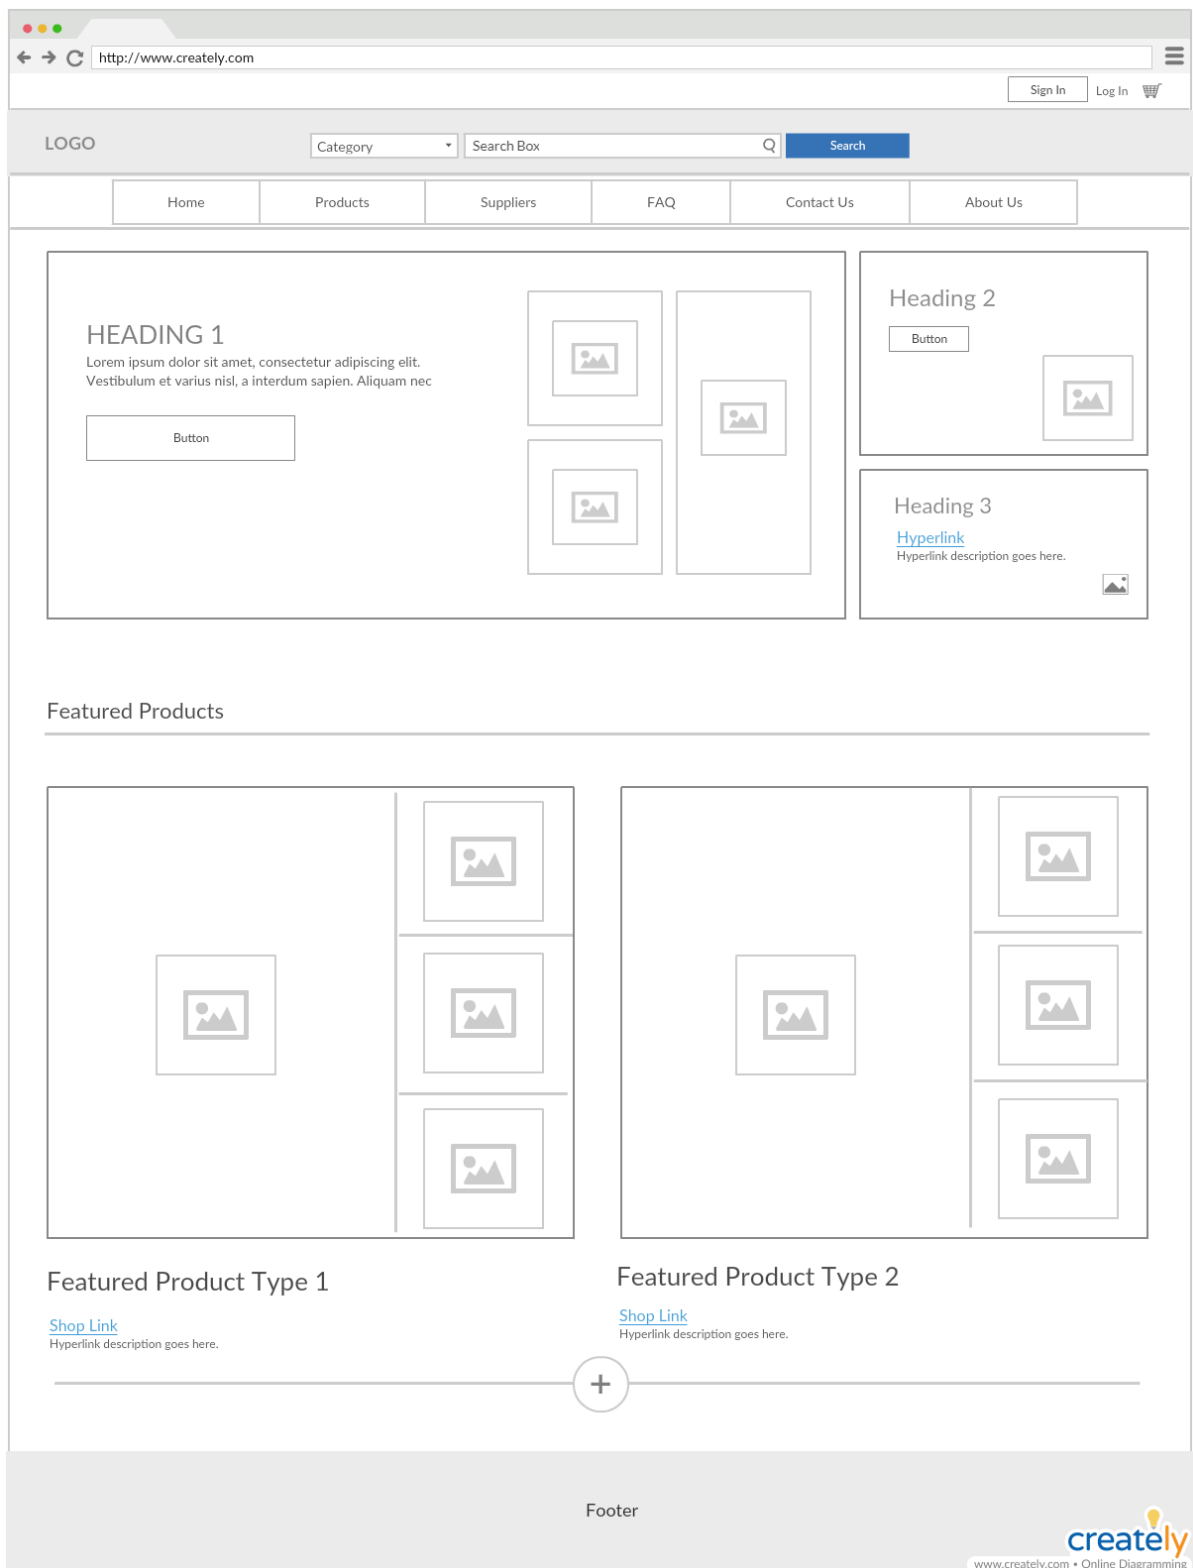 http://www.creately.com
Sign In Log In
LOGO Category Search Box Search
Home Products Suppliers FAQ Contact Us About Us
HEADING 1
Lorem ipsum dolor sit amet, consectetur adipiscing elit.
Vestibulum et varius nisl, a interdum sapien. Aliquam nec
Button
Heading 2
Button
Heading 3
Hyperlink
Hyperlink description goes here.
Featured Products
Featured Product Type 1
Shop Link
Hyperlink description goes here.
Featured Product Type 2
Shop Link
Hyperlink description goes here.
Footer
creately
www.creately.com • Online Diagramming